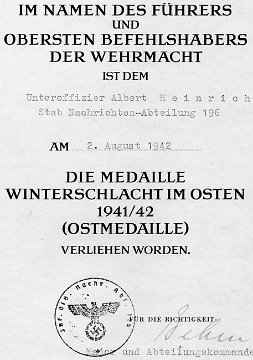 IM NAMEN DES FÜHRERS
UND
OBERSTEN BEFEHLSHABERS
DER WEHRMACHT
IST DEM
Unteroffizier Albert Heinrich
Stab Nachrichten-Abteilung 196
AM 2. August 1942
DIE MEDAILLE
WINTERSCHLACHT IM OSTEN
1941/42
(OSTMEDAILLE)
VERLIEHEN WORDEN.
FÜR DIE RICHTIGKEIT
Major und Abteilungskommande